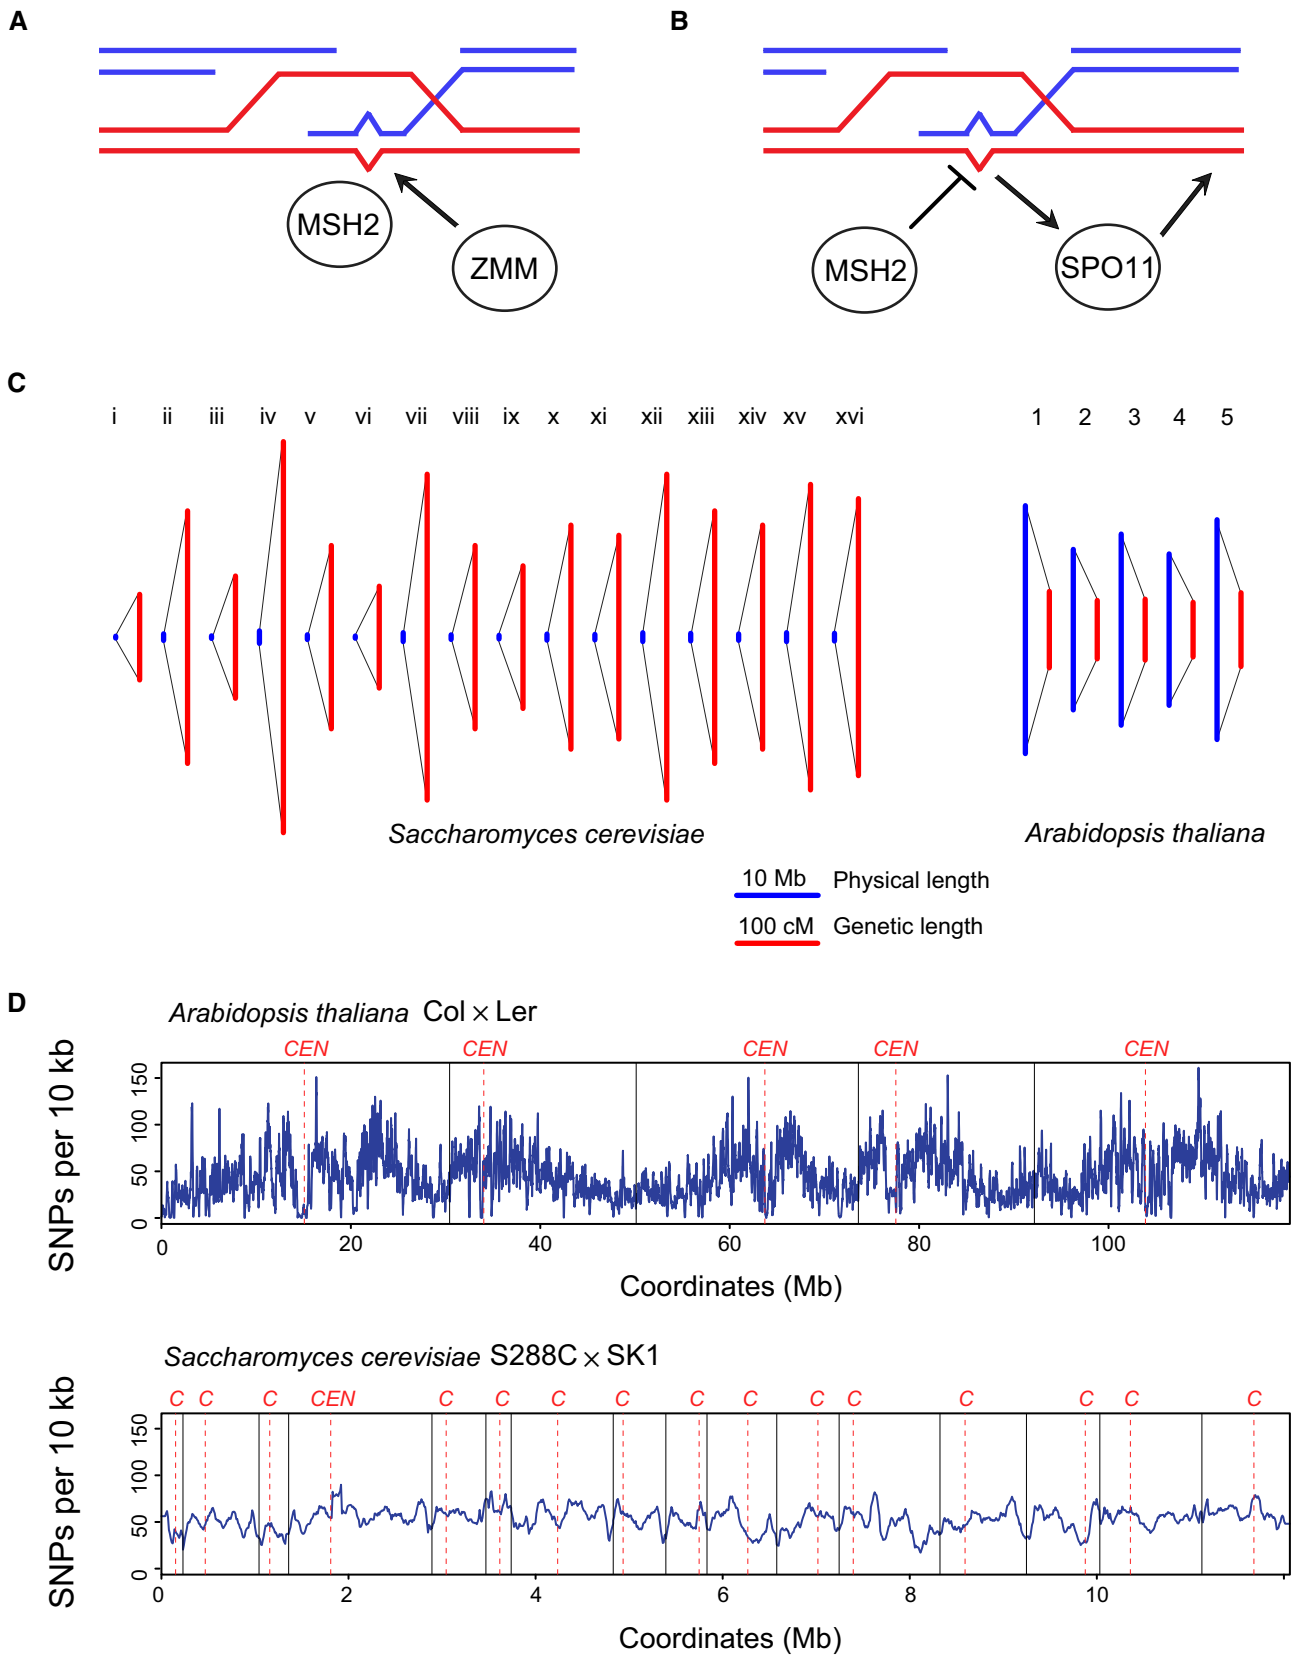 A
B
MSH2
ZMM
MSH2
SPO11
C
i ii iii iv v vi vii viii ix x xi xii xiii xiv xv xvi
1 2 3 4 5
Saccharomyces cerevisiae
Arabidopsis thaliana
10 Mb Physical length
100 cM Genetic length
D
Arabidopsis thaliana Col × Ler
CEN CEN CEN CEN CEN
SNPs per 10 kb
150
100
50
0
0 20 40 60 80 100
Coordinates (Mb)
Saccharomyces cerevisiae S288C × SK1
C C C CEN C C C C C C C C C C C C
SNPs per 10 kb
150
100
50
0
0 2 4 6 8 10
Coordinates (Mb)